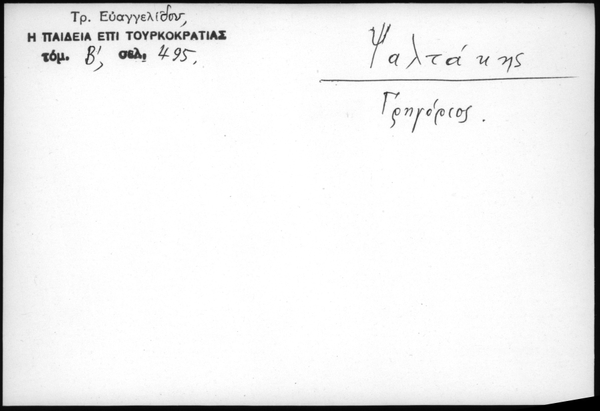 Τρ. Εὐαγγελίδου,
Η ΠΑΙΔΕΙΑ ΕΠΙ ΤΟΥΡΚΟΚΡΑΤΙΑΣ
τόμ. Β', σελ. 495.
Ψαλτάκης
Γρηγόριος.